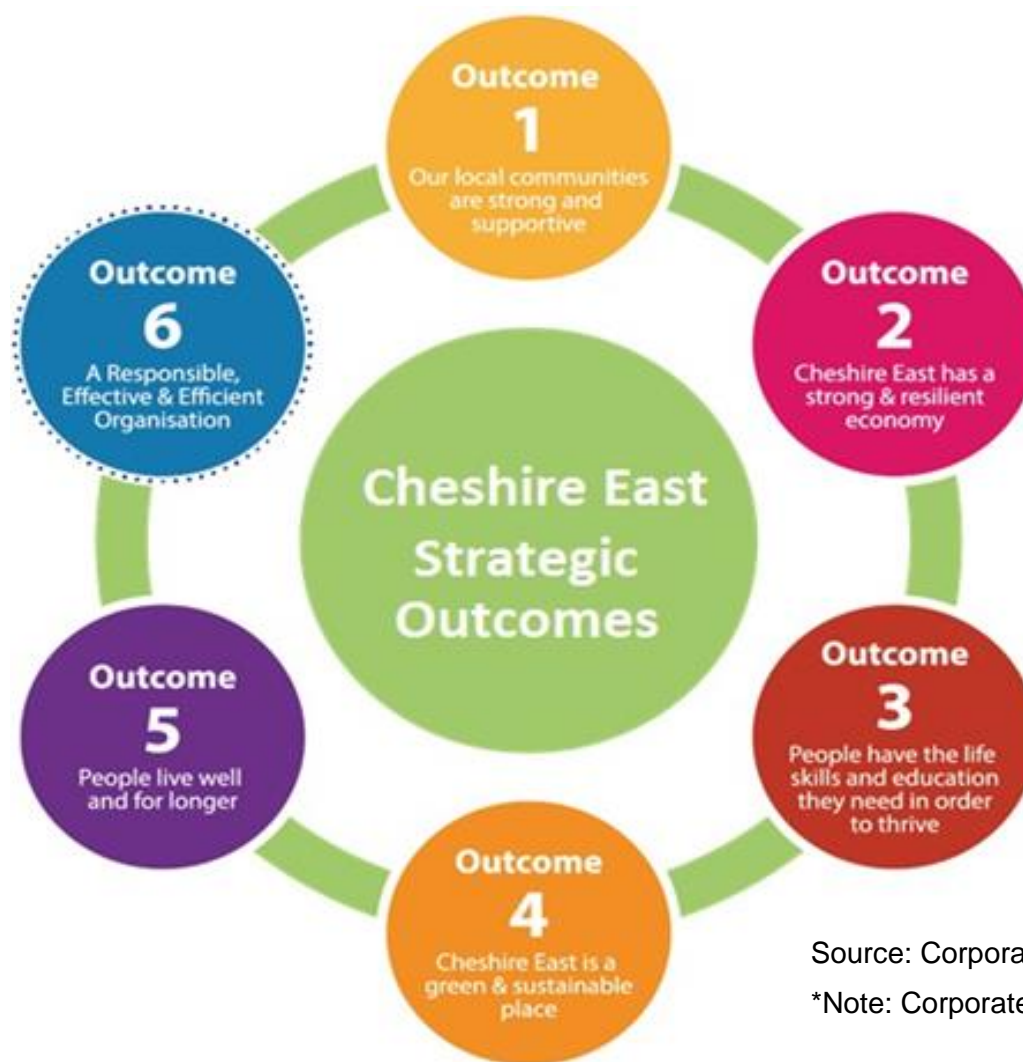 Outcome
1
Our local communities
are strong and
supportive
Outcome
2
Cheshire East has a
strong & resilient
economy
Outcome
3
People have the life
skills and education
they need in order
to thrive
Outcome
4
Cheshire East is a
green & sustainable
place
Outcome
5
People live well
and for longer
Outcome
6
A Responsible,
Effective & Efficient
Organisation
Cheshire East
Strategic
Outcomes
Source: Corpora
*Note: Corporate